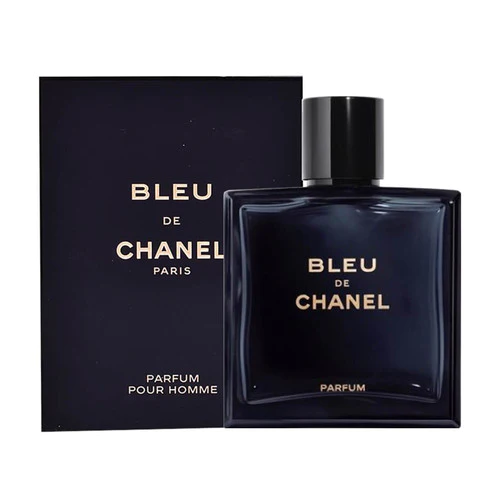 BLEU
DE
CHANEL
PARIS
PARFUM
POUR HOMME
BLEU
DE
CHANEL
PARFUM